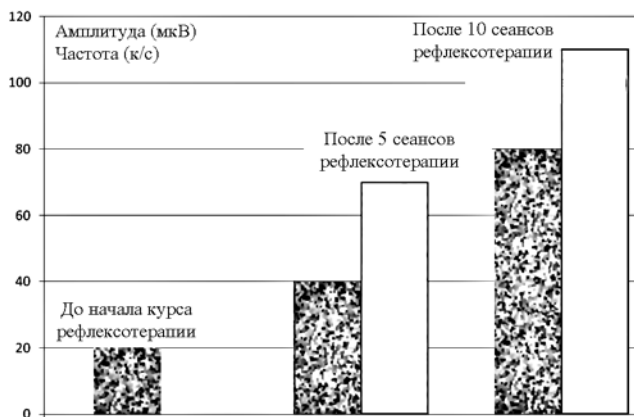 120
Амплитуда (мкВ)
Частота (к/с)
После 10 сеансов
рефлексотерапии
100
80
После 5 сеансов
рефлексотерапии
60
40
До начала курса
рефлексотерапии
20
0